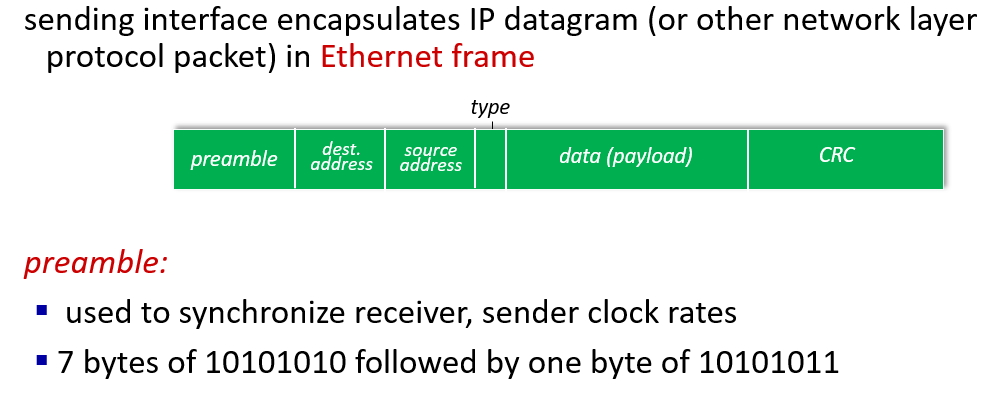 sending interface encapsulates IP datagram (or other network layer
protocol packet) in Ethernet frame
type
preamble
dest.
address
source
address
data (payload)
CRC
preamble:
▪ used to synchronize receiver, sender clock rates
▪ 7 bytes of 10101010 followed by one byte of 10101011